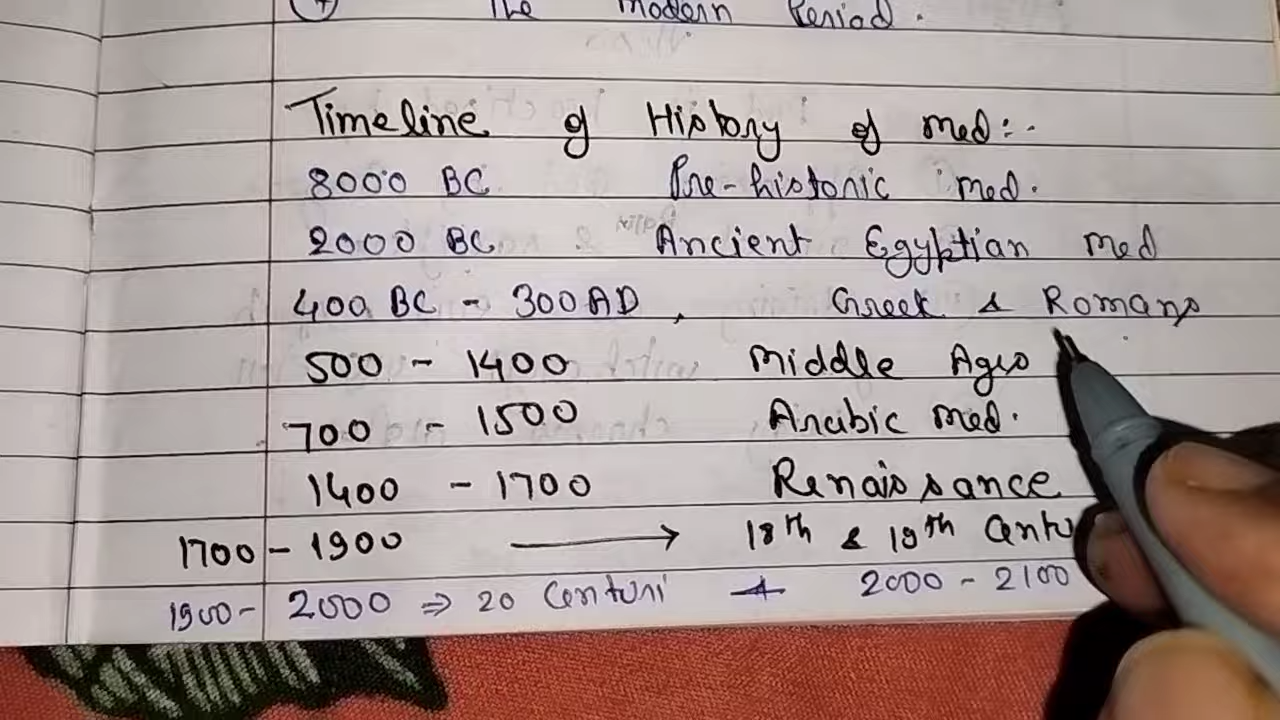 The Modern Period.
Timeline of History of med:-
8000 BC Pre-historic med.
2000 BC Ancient Egyptian med
400 BC - 300 AD, Greek & Romans
500 - 1400 Middle Ages
700 - 1500 Arabic med.
1400 - 1700 Renaissance
1700 - 1900 → 18th & 19th Centu
1900 - 2000 ⇒ 20 Centuri & 2000 - 2100